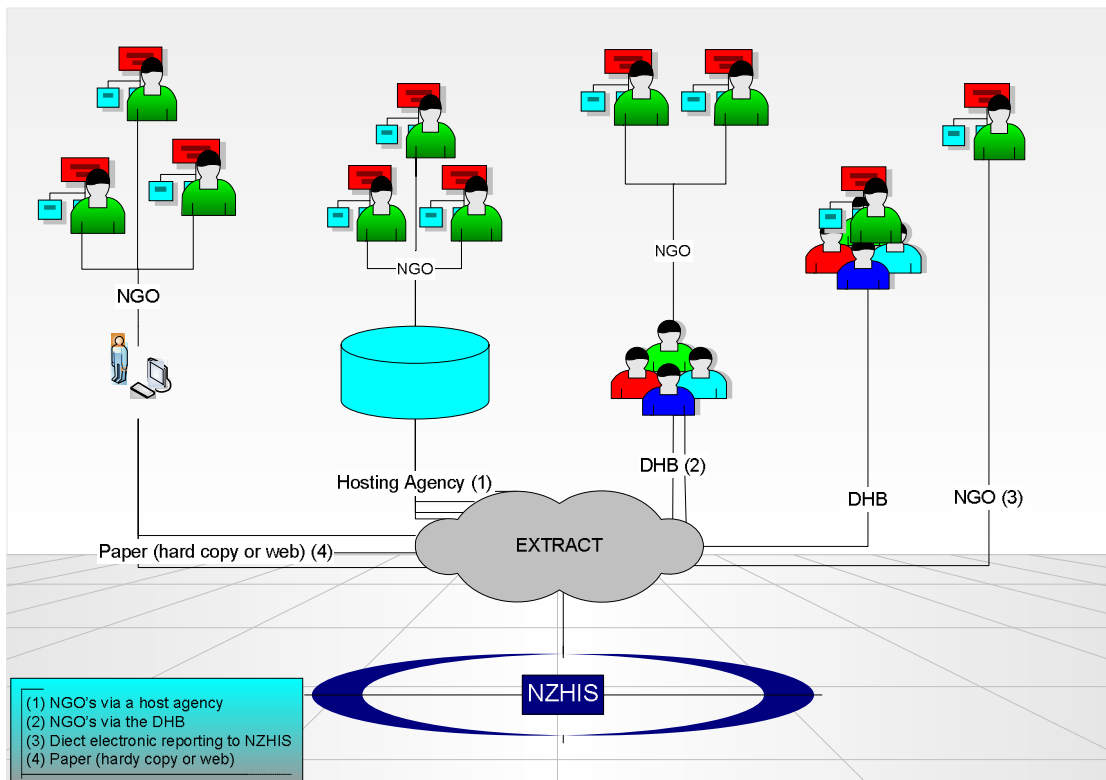 NGO
NGO
NGO
Hosting Agency (1)
DHB (2)
DHB
NGO (3)
Paper (hard copy or web) (4)
EXTRACT
NZHIS
(1) NGO's via a host agency
(2) NGO's via the DHB
(3) Diect electronic reporting to NZHIS
(4) Paper (hardy copy or web)